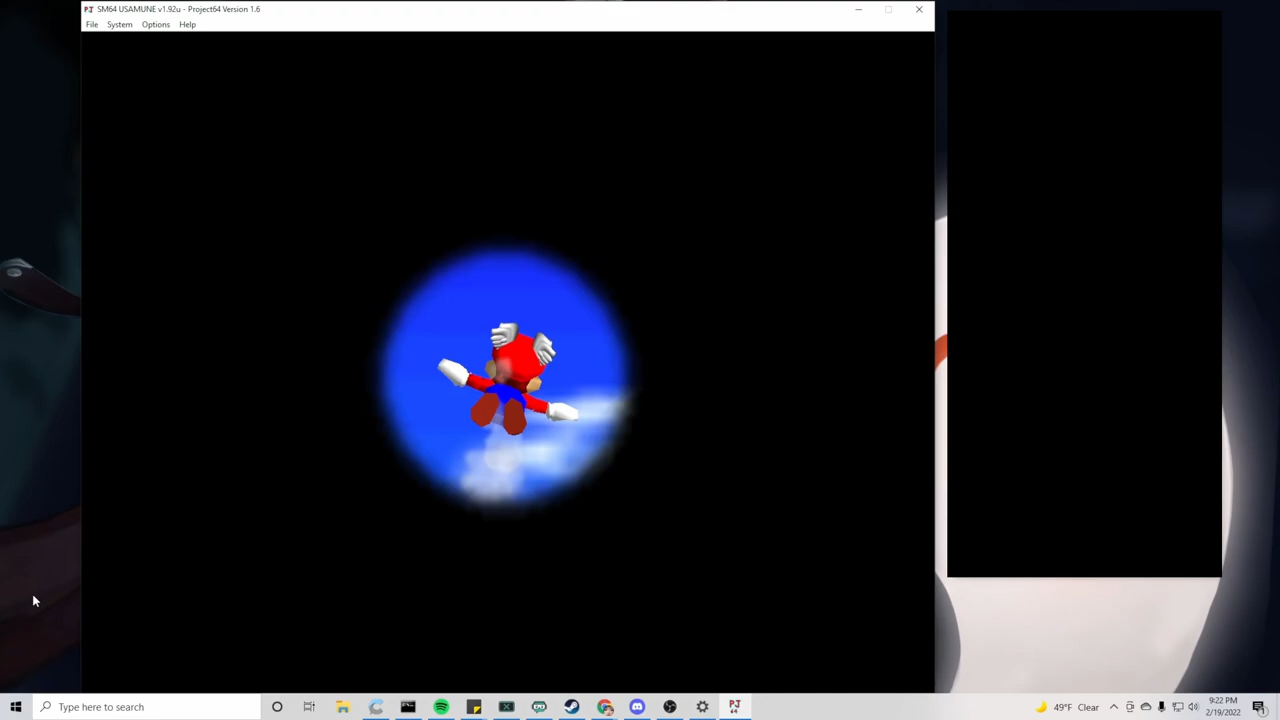 SM64 USAMUNE v1.92u - Project64 Version 1.6
File System Options Help
Type here to search
49°F Clear
9:22 PM
2/19/2022